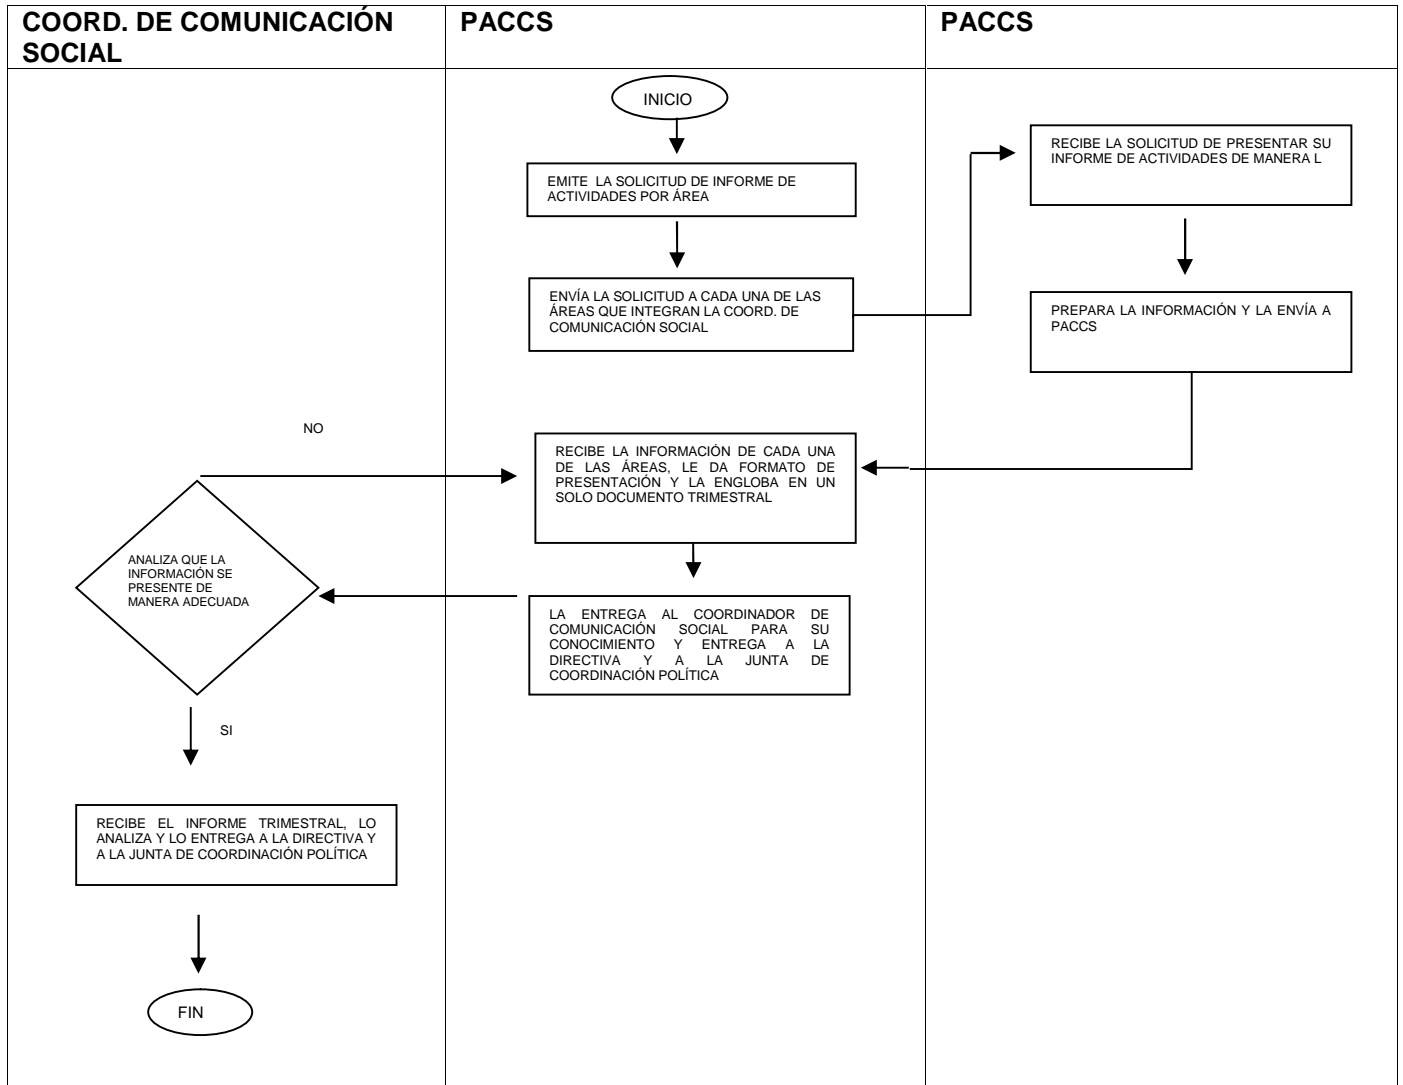 COORD. DE COMUNICACIÓN
SOCIAL
PACCS
PACCS
INICIO
EMITE LA SOLICITUD DE INFORME DE
ACTIVIDADES POR ÁREA
ENVÍA LA SOLICITUD A CADA UNA DE LAS
ÁREAS QUE INTEGRAN LA COORD. DE
COMUNICACIÓN SOCIAL
RECIBE LA SOLICITUD DE PRESENTAR SU
INFORME DE ACTIVIDADES DE MANERA L
PREPARA LA INFORMACIÓN Y LA ENVÍA A
PACCS
RECIBE LA INFORMACIÓN DE CADA UNA
DE LAS ÁREAS, LE DA FORMATO DE
PRESENTACIÓN Y LA ENGLOBA EN UN
SOLO DOCUMENTO TRIMESTRAL
LA ENTREGA AL COORDINADOR DE
COMUNICACIÓN SOCIAL PARA SU
CONOCIMIENTO Y ENTREGA A LA
DIRECTIVA Y A LA JUNTA DE
COORDINACIÓN POLÍTICA
NO
ANALIZA QUE LA
INFORMACIÓN SE
PRESENTE DE
MANERA ADECUADA
SI
RECIBE EL INFORME TRIMESTRAL, LO
ANALIZA Y LO ENTREGA A LA DIRECTIVA Y
A LA JUNTA DE COORDINACIÓN POLÍTICA
FIN